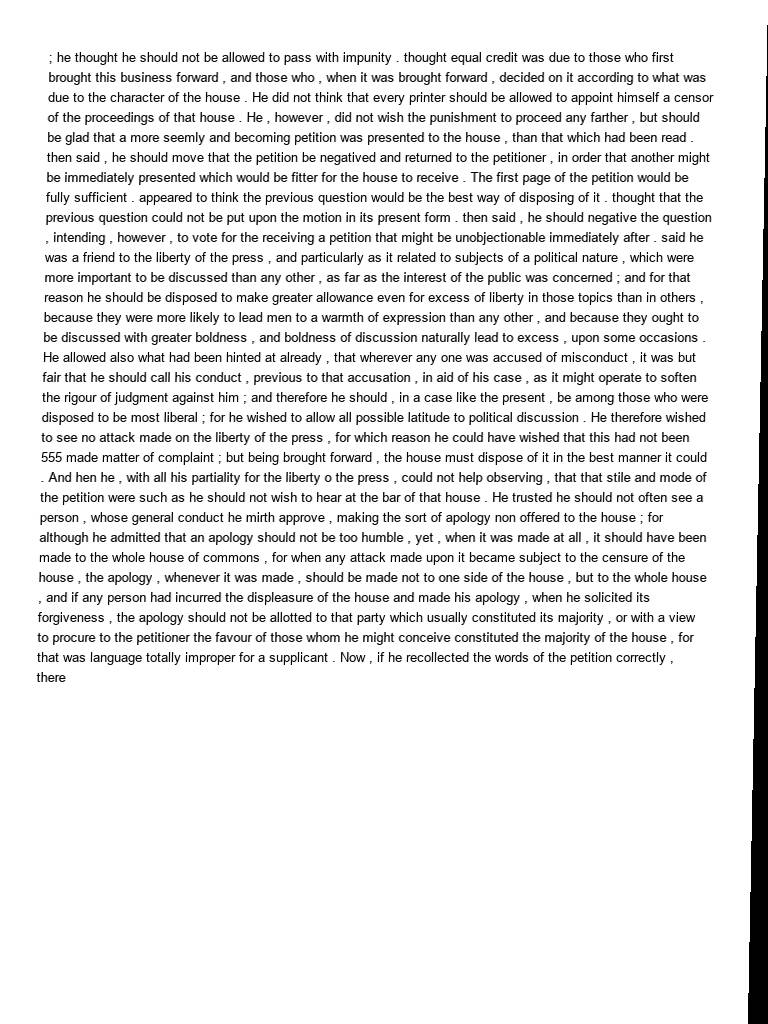 ; he thought he should not be allowed to pass with impunity . thought equal credit was due to those who first
brought this business forward , and those who , when it was brought forward , decided on it according to what was
due to the character of the house . He did not think that every printer should be allowed to appoint himself a censor
of the proceedings of that house . He , however , did not wish the punishment to proceed any farther , but should
be glad that a more seemly and becoming petition was presented to the house , than that which had been read .
then said , he should move that the petition be negatived and returned to the petitioner , in order that another might
be immediately presented which would be fitter for the house to receive . The first page of the petition would be
fully sufficient . appeared to think the previous question would be the best way of disposing of it . thought that the
previous question could not be put upon the motion in its present form . then said , he should negative the question
, intending , however , to vote for the receiving a petition that might be unobjectionable immediately after . said he
was a friend to the liberty of the press , and particularly as it related to subjects of a political nature , which were
more important to be discussed than any other , as far as the interest of the public was concerned ; and for that
reason he should be disposed to make greater allowance even for excess of liberty in those topics than in others ,
because they were more likely to lead men to a warmth of expression than any other , and because they ought to
be discussed with greater boldness , and boldness of discussion naturally lead to excess , upon some occasions .
He allowed also what had been hinted at already , that wherever any one was accused of misconduct , it was but
fair that he should call his conduct , previous to that accusation , in aid of his case , as it might operate to soften
the rigour of judgment against him ; and therefore he should , in a case like the present , be among those who were
disposed to be most liberal ; for he wished to allow all possible latitude to political discussion . He therefore wished
to see no attack made on the liberty of the press , for which reason he could have wished that this had not been
555 made matter of complaint ; but being brought forward , the house must dispose of it in the best manner it could
. And hen he , with all his partiality for the liberty o the press , could not help observing , that that stile and mode of
the petition were such as he should not wish to hear at the bar of that house . He trusted he should not often see a
person , whose general conduct he mirth approve , making the sort of apology non offered to the house ; for
although he admitted that an apology should not be too humble , yet , when it was made at all , it should have been
made to the whole house of commons , for when any attack made upon it became subject to the censure of the
house , the apology , whenever it was made , should be made not to one side of the house , but to the whole house
, and if any person had incurred the displeasure of the house and made his apology , when he solicited its
forgiveness , the apology should not be allotted to that party which usually constituted its majority , or with a view
to procure to the petitioner the favour of those whom he might conceive constituted the majority of the house , for
that was language totally improper for a supplicant . Now , if he recollected the words of the petition correctly ,
there